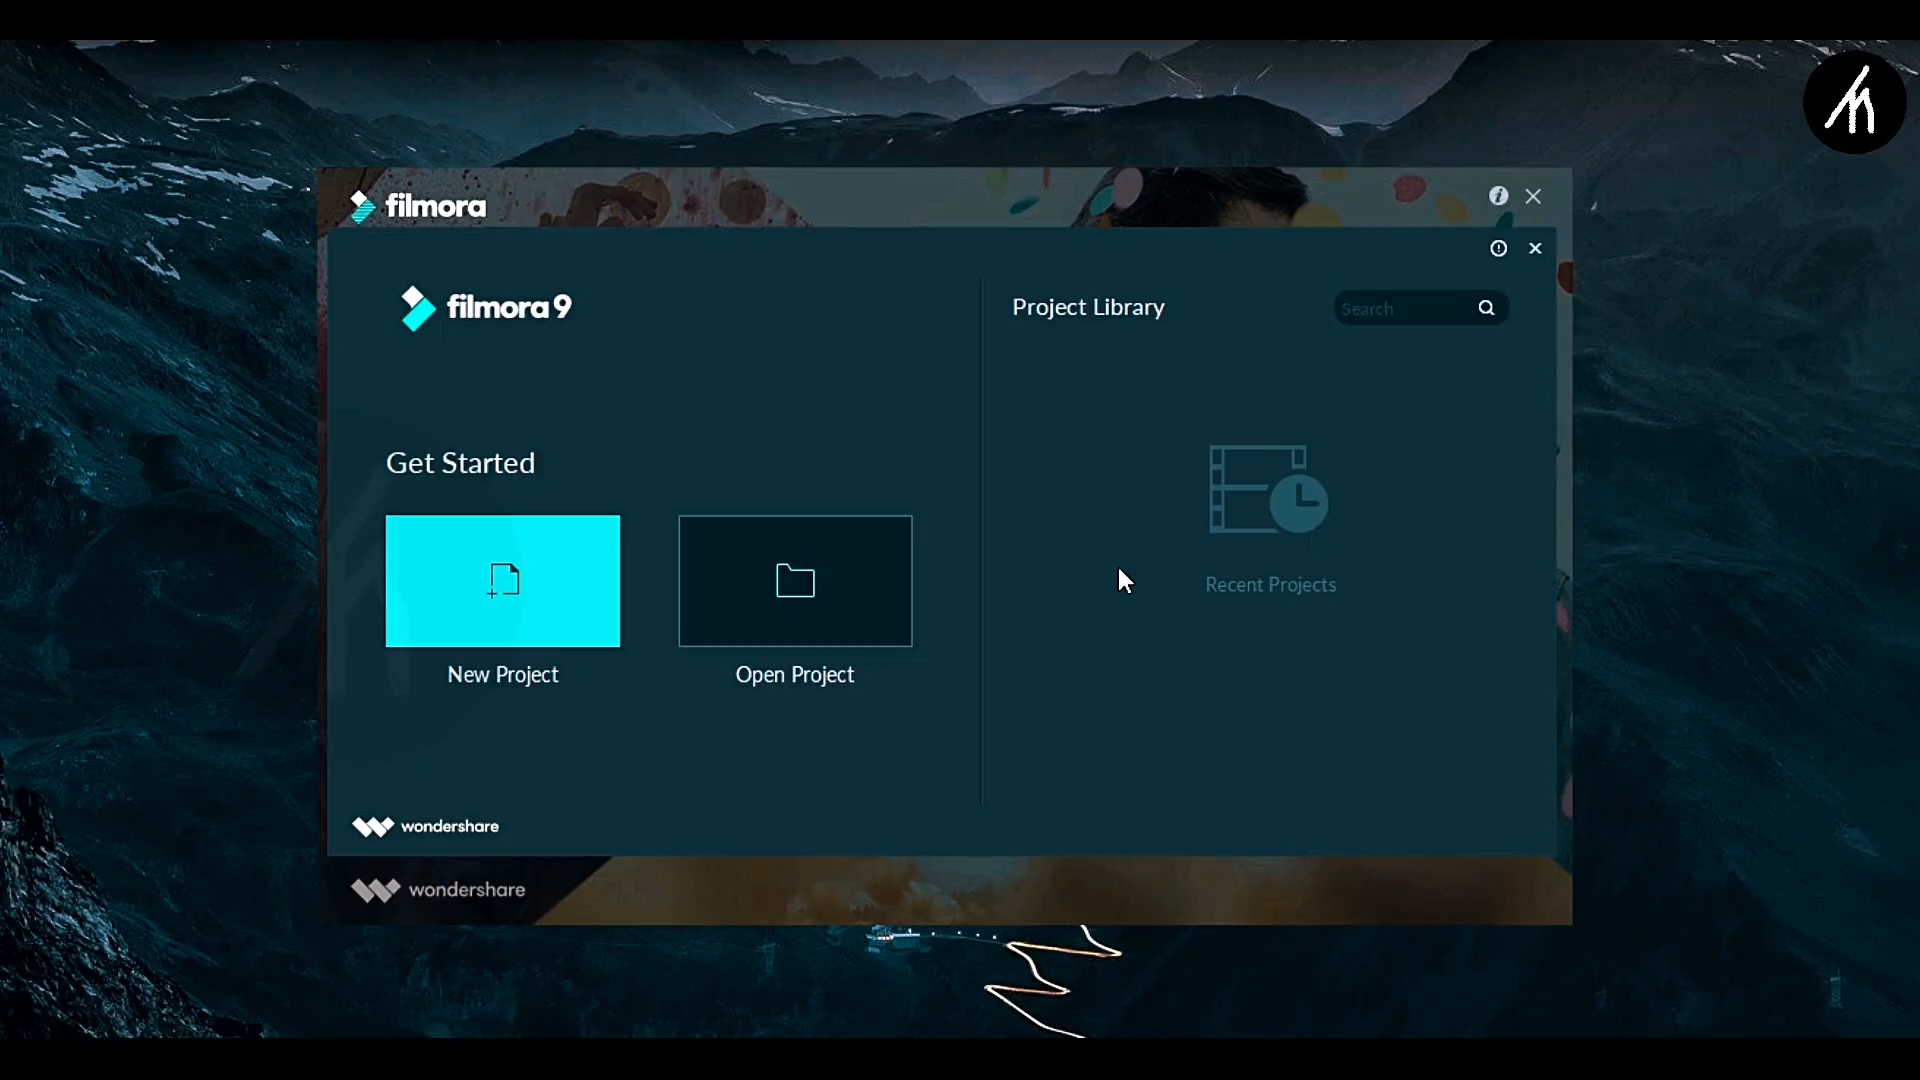 filmora
filmora9
Project Library
Search
Get Started
Recent Projects
New Project
Open Project
wondershare
wondershare